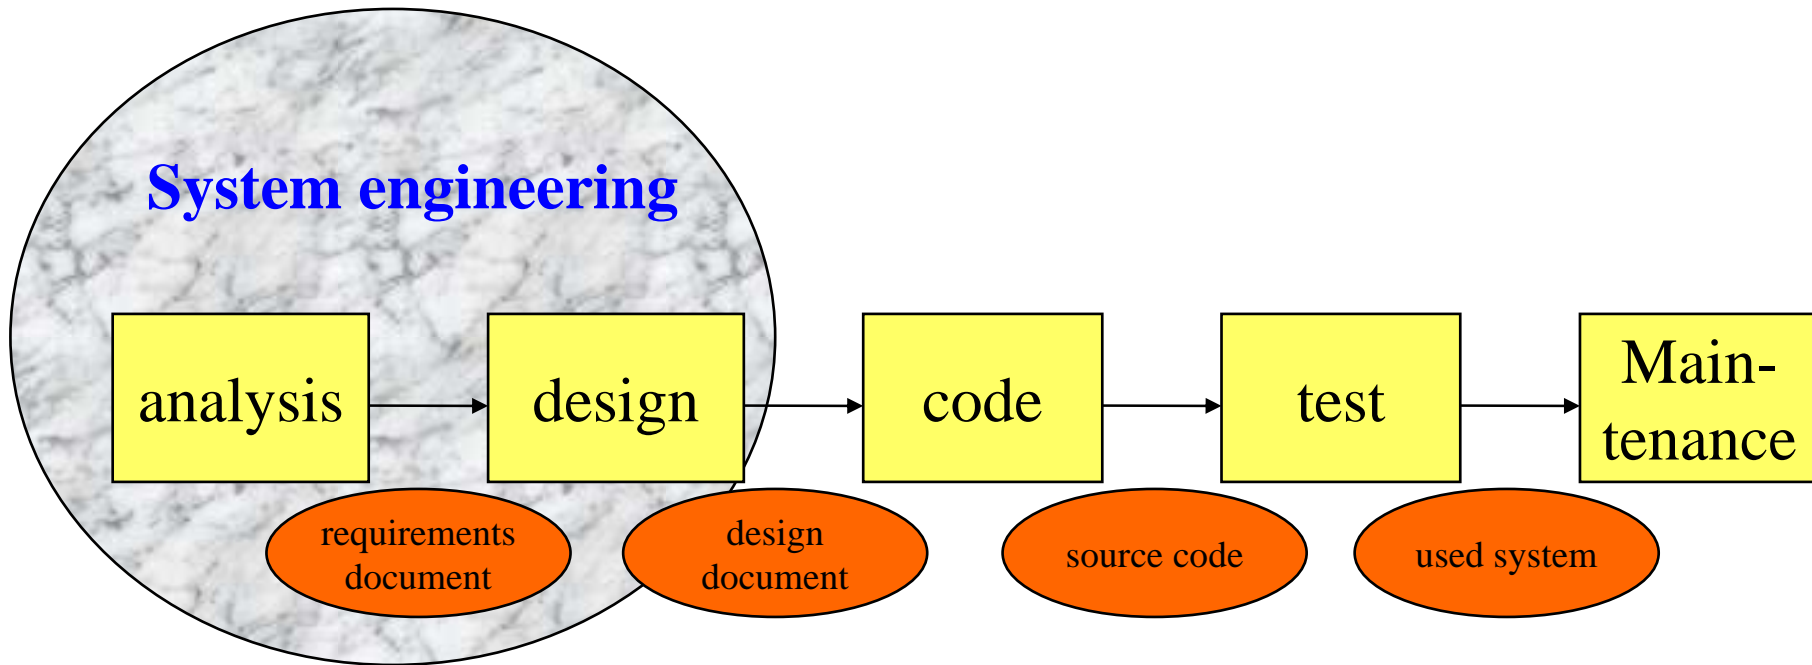 System engineering
analysis
design
code
test
Main-
tenance
requirements
document
design
document
source code
used system